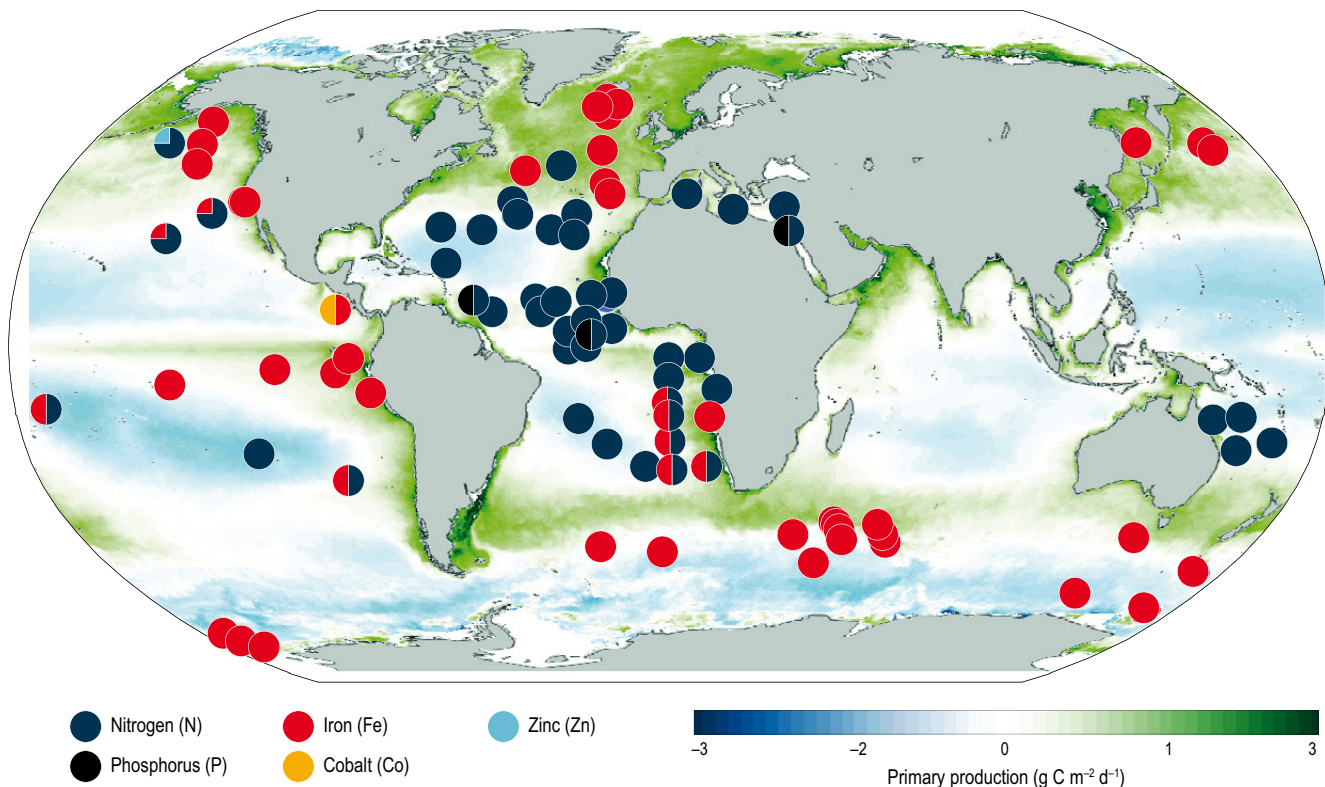 Nitrogen (N)
Iron (Fe)
Zinc (Zn)
Phosphorus (P)
Cobalt (Co)
–3 –2 0 1 3
Primary production (g C m⁻² d⁻¹)